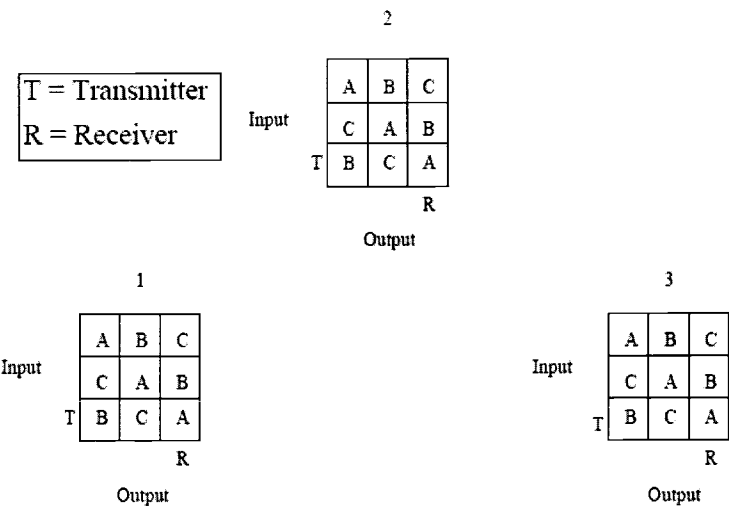 2
T = Transmitter
R = Receiver
Input
A B C
C A B
T B C A
R
Output
1
Input
A B C
C A B
T B C A
R
Output
3
Input
A B C
C A B
T B C A
R
Output